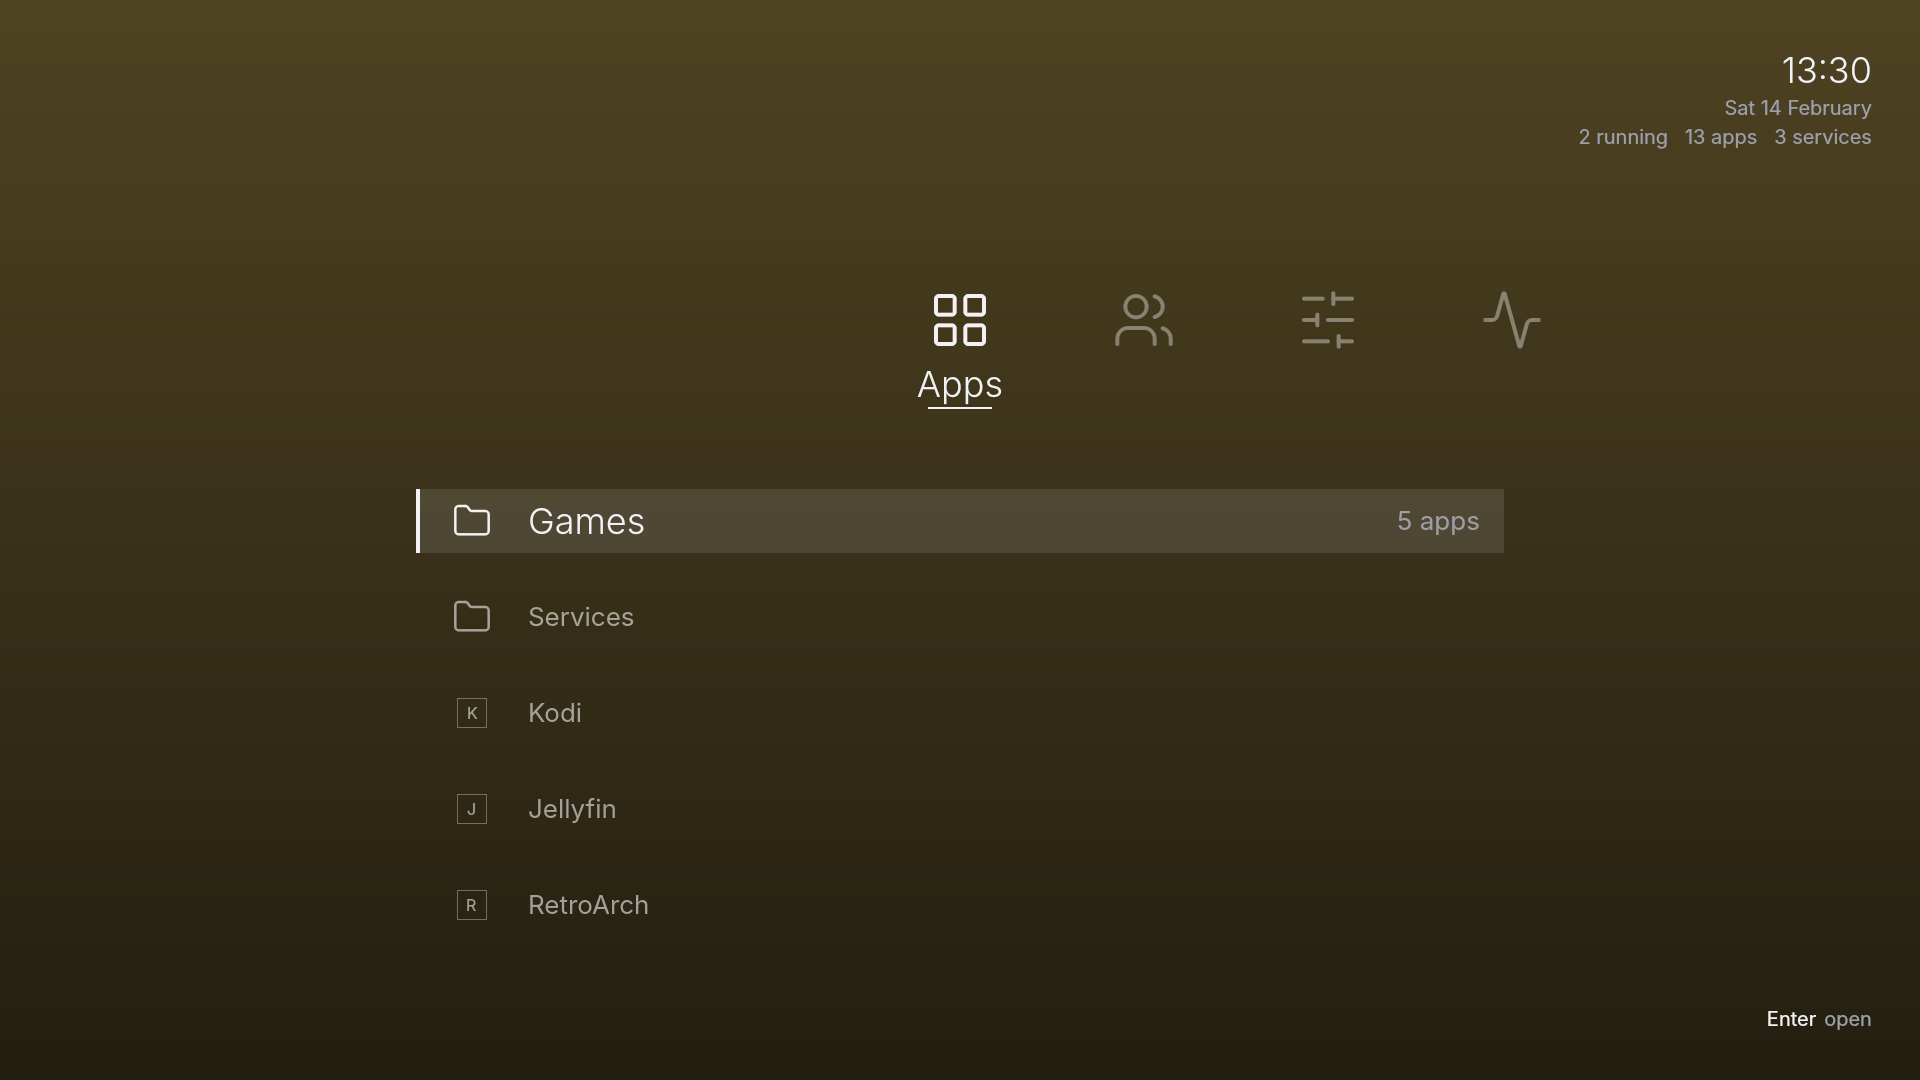 13:30
Sat 14 February
2 running 13 apps 3 services
Apps
Games 5 apps
Services
K Kodi
J Jellyfin
R RetroArch
Enter open